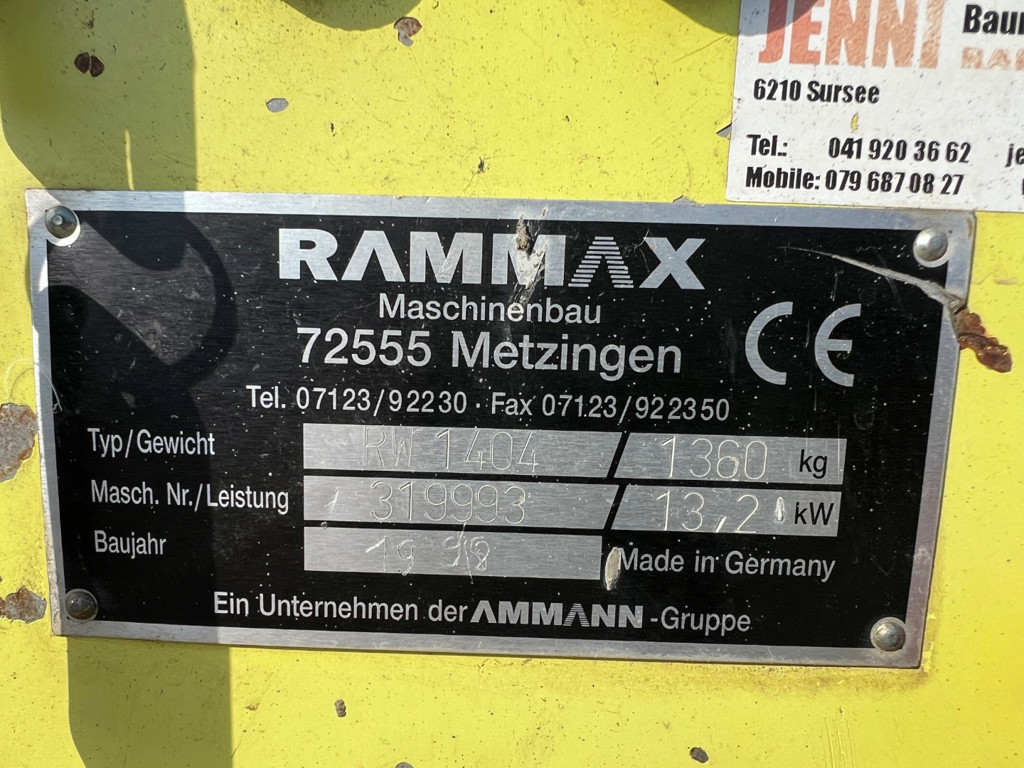 JENNI
6210 Sursee
Tel.: 041 920 36 62
Mobile: 079 687 08 27
RAMMAX
Maschinenbau
72555 Metzingen
CE
Tel. 07123/92230 · Fax 07123/922350
Typ/Gewicht RW 1404 / 1360 kg
Masch. Nr./Leistung 319993 / 13,2 kW
Baujahr 1998 Made in Germany
Ein Unternehmen der AMMANN-Gruppe